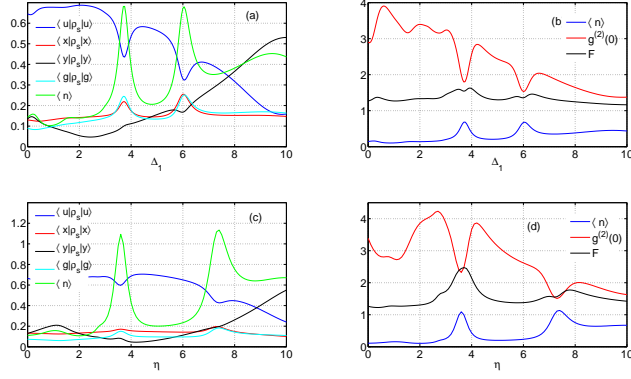 (a)
⟨ u|ρs|u⟩
⟨ x|ρs|x⟩
⟨ y|ρs|y⟩
⟨ g|ρs|g⟩
⟨ n⟩
0.6
0.5
0.4
0.3
0.2
0.1
0
0 2 4 6 8 10
Δ1
(b)
⟨ n⟩
g(2)(0)
F
4
3
2
1
0
0 2 4 6 8 10
Δ1
(c)
⟨ u|ρs|u⟩
⟨ x|ρs|x⟩
⟨ y|ρs|y⟩
⟨ g|ρs|g⟩
⟨ n⟩
1.2
1
0.8
0.6
0.4
0.2
0
0 2 4 6 8 10
η
(d)
⟨ n⟩
g(2)(0)
F
4
3
2
1
0
0 2 4 6 8 10
η